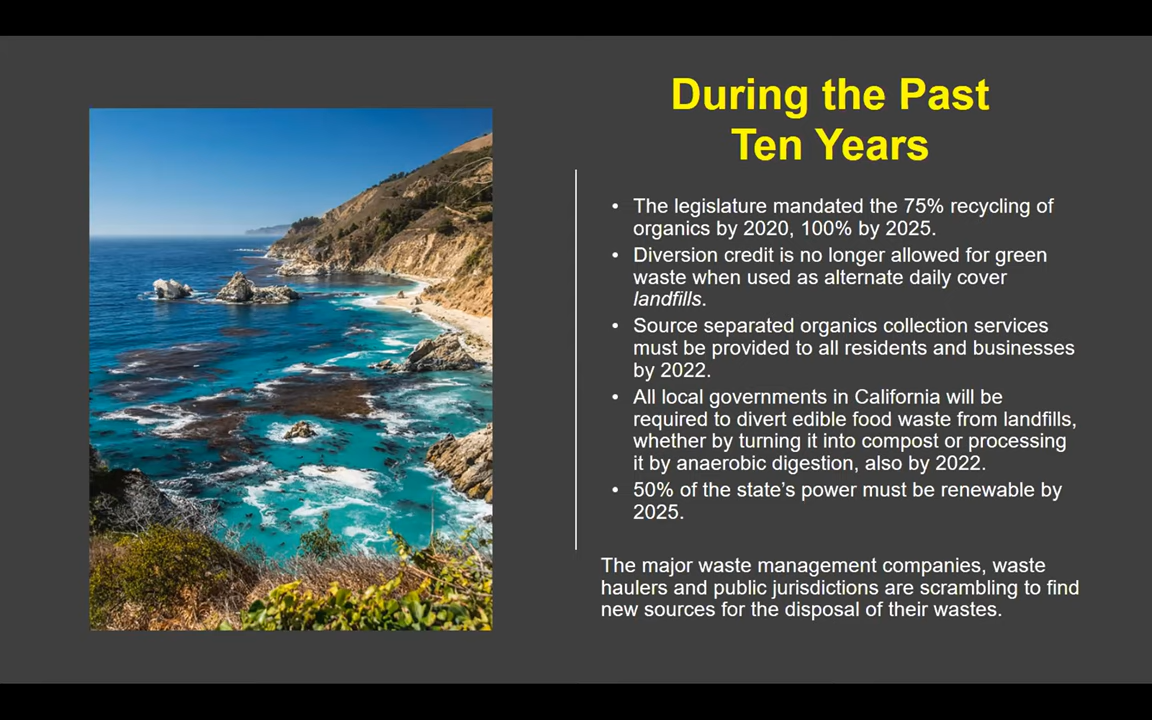 During the Past
Ten Years
• The legislature mandated the 75% recycling of
organics by 2020, 100% by 2025.
• Diversion credit is no longer allowed for green
waste when used as alternate daily cover
landfills.
• Source separated organics collection services
must be provided to all residents and businesses
by 2022.
• All local governments in California will be
required to divert edible food waste from landfills,
whether by turning it into compost or processing
it by anaerobic digestion, also by 2022.
• 50% of the state’s power must be renewable by
2025.
The major waste management companies, waste
haulers and public jurisdictions are scrambling to find
new sources for the disposal of their wastes.